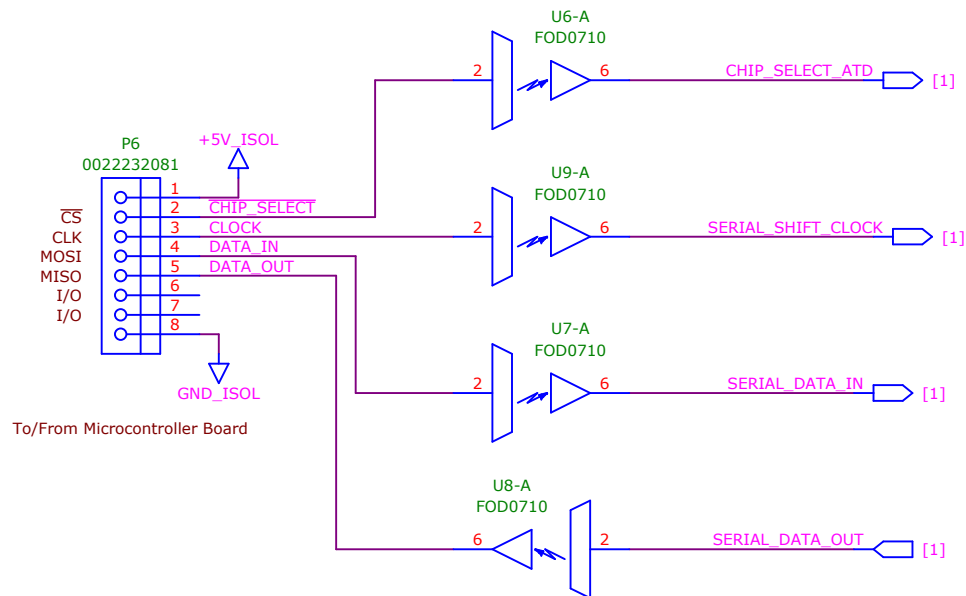 U6-A
FOD0710
2
6
CHIP_SELECT_ATD
[1]
P6
0022232081
+5V_ISOL
1
CS
2
CHIP_SELECT
CLK
3
CLOCK
MOSI
4
DATA_IN
MISO
5
DATA_OUT
I/O
6
I/O
7
8
GND_ISOL
To/From Microcontroller Board
U9-A
FOD0710
2
6
SERIAL_SHIFT_CLOCK
[1]
U7-A
FOD0710
2
6
SERIAL_DATA_IN
[1]
U8-A
FOD0710
6
2
SERIAL_DATA_OUT
[1]